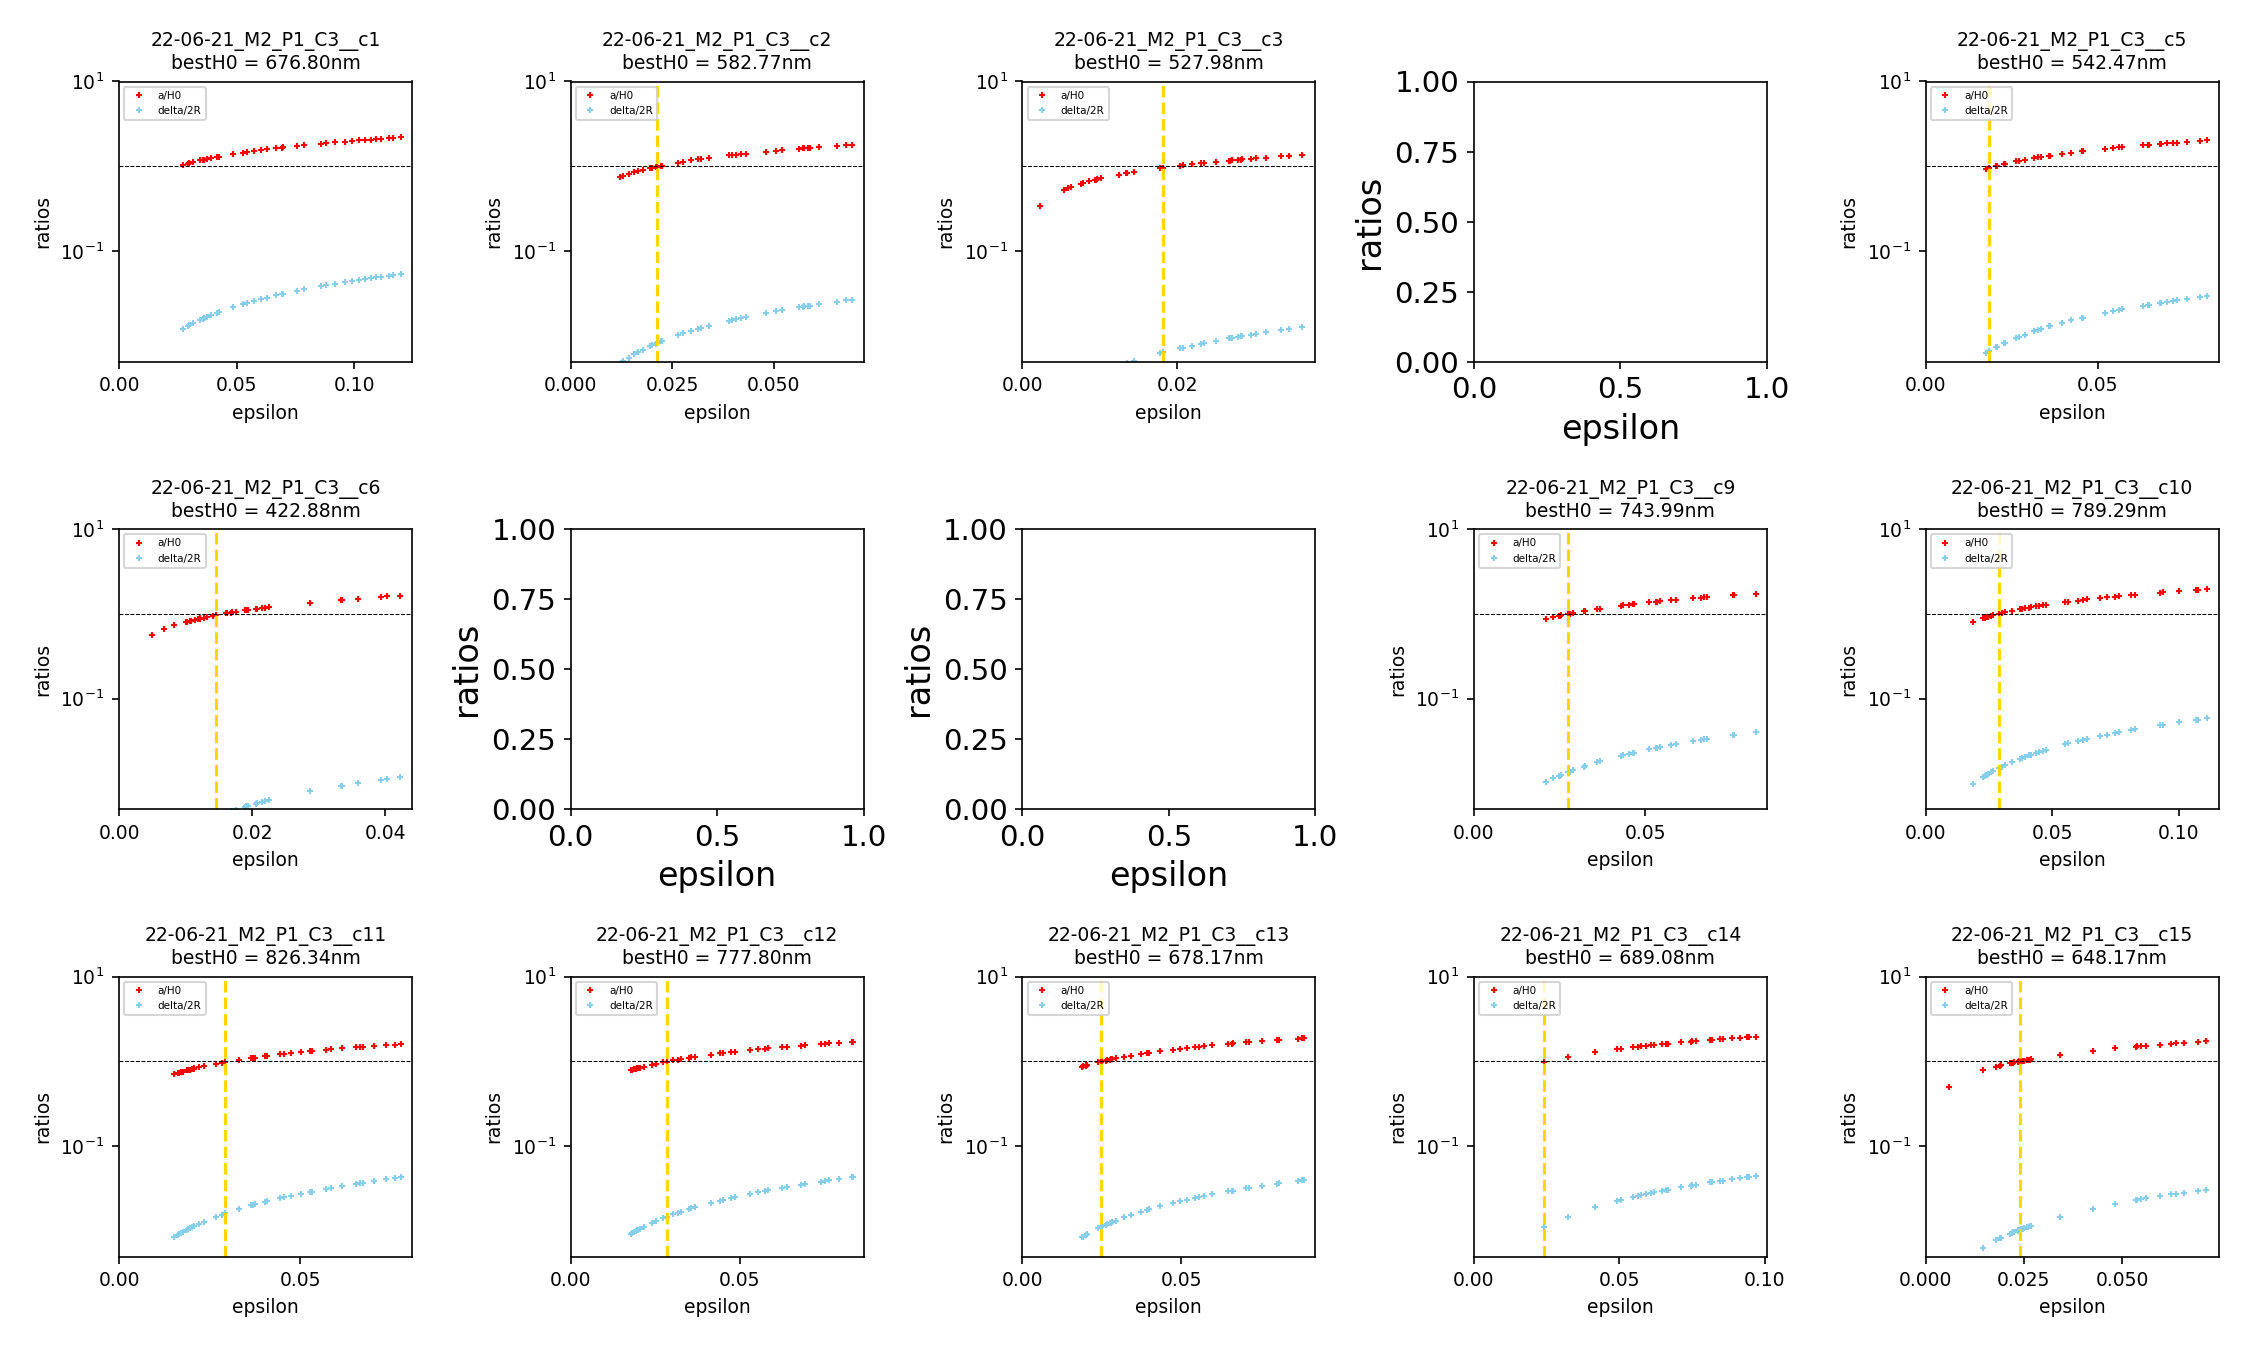 22-06-21_M2_P1_C3__c1
bestH0 = 676.80nm
10¹
a/H0
delta/2R
ratios
10⁻¹
0.00 0.05 0.10
epsilon
22-06-21_M2_P1_C3__c2
bestH0 = 582.77nm
10¹
a/H0
delta/2R
ratios
10⁻¹
0.000 0.025 0.050
epsilon
22-06-21_M2_P1_C3__c3
bestH0 = 527.98nm
10¹
a/H0
delta/2R
ratios
10⁻¹
0.00 0.02
epsilon
1.00
0.75
ratios
0.50
0.25
0.00
0.0 0.5 1.0
epsilon
22-06-21_M2_P1_C3__c5
bestH0 = 542.47nm
10¹
a/H0
delta/2R
ratios
10⁻¹
0.00 0.05
epsilon
22-06-21_M2_P1_C3__c6
bestH0 = 422.88nm
10¹
a/H0
delta/2R
ratios
10⁻¹
0.00 0.02 0.04
epsilon
1.00
0.75
ratios
0.50
0.25
0.00
0.0 0.5 1.0
epsilon
1.00
0.75
ratios
0.50
0.25
0.00
0.0 0.5 1.0
epsilon
22-06-21_M2_P1_C3__c9
bestH0 = 743.99nm
10¹
a/H0
delta/2R
ratios
10⁻¹
0.00 0.05
epsilon
22-06-21_M2_P1_C3__c10
bestH0 = 789.29nm
10¹
a/H0
delta/2R
ratios
10⁻¹
0.00 0.05 0.10
epsilon
22-06-21_M2_P1_C3__c11
bestH0 = 826.34nm
10¹
a/H0
delta/2R
ratios
10⁻¹
0.00 0.05
epsilon
22-06-21_M2_P1_C3__c12
bestH0 = 777.80nm
10¹
a/H0
delta/2R
ratios
10⁻¹
0.00 0.05
epsilon
22-06-21_M2_P1_C3__c13
bestH0 = 678.17nm
10¹
a/H0
delta/2R
ratios
10⁻¹
0.00 0.05
epsilon
22-06-21_M2_P1_C3__c14
bestH0 = 689.08nm
10¹
a/H0
delta/2R
ratios
10⁻¹
0.00 0.05 0.10
epsilon
22-06-21_M2_P1_C3__c15
bestH0 = 648.17nm
10¹
a/H0
delta/2R
ratios
10⁻¹
0.000 0.025 0.050
epsilon